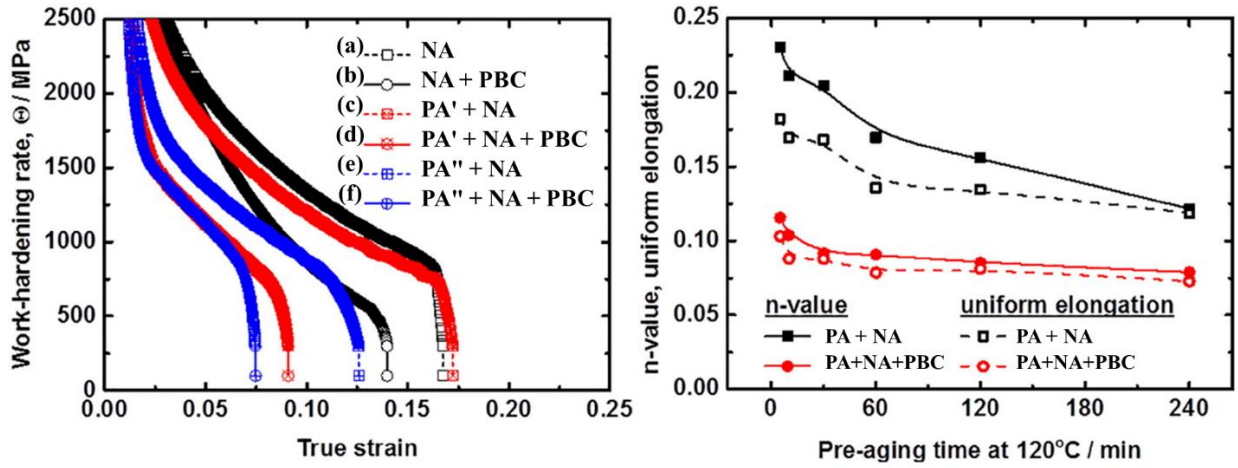 2500
2000
1500
1000
500
0
Work-hardening rate, Θ / MPa
(a) NA
(b) NA + PBC
(c) PA' + NA
(d) PA' + NA + PBC
(e) PA'' + NA
(f) PA'' + NA + PBC
0.00 0.05 0.10 0.15 0.20 0.25
True strain
0.25
0.20
0.15
0.10
0.05
0.00
n-value, uniform elongation
n-value uniform elongation
PA + NA PA + NA
PA+NA+PBC PA+NA+PBC
0 60 120 180 240
Pre-aging time at 120°C / min